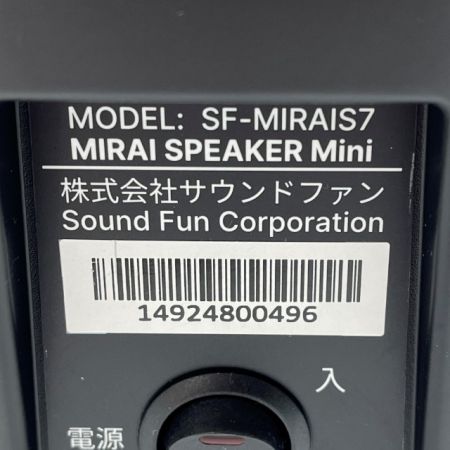 MODEL: SF-MIRAIS7
MIRAI SPEAKER Mini
株式会社サウンドファン
Sound Fun Corporation
14924800496
入
電源